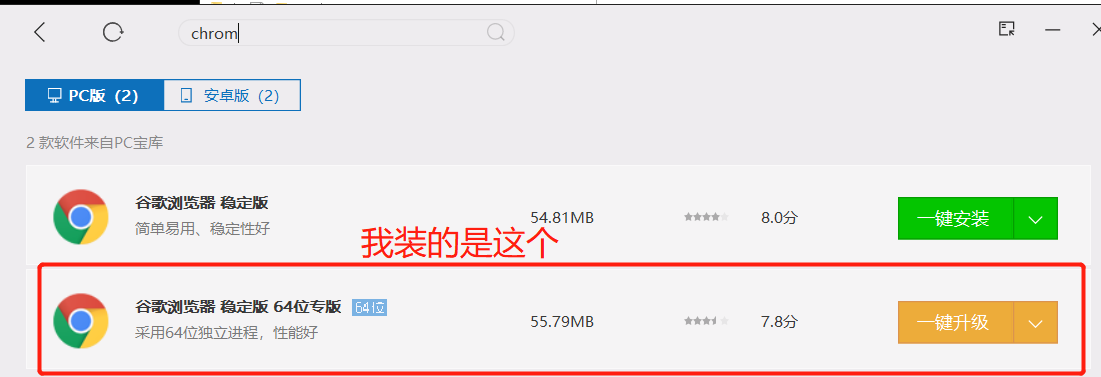 chrom
PC版（2）
安卓版（2）
2 款软件来自PC宝库
谷歌浏览器 稳定版
简单易用、稳定性好
54.81MB
8.0分
一键安装
我装的是这个
谷歌浏览器 稳定版 64位专版
64位
采用64位独立进程，性能好
55.79MB
7.8分
一键升级